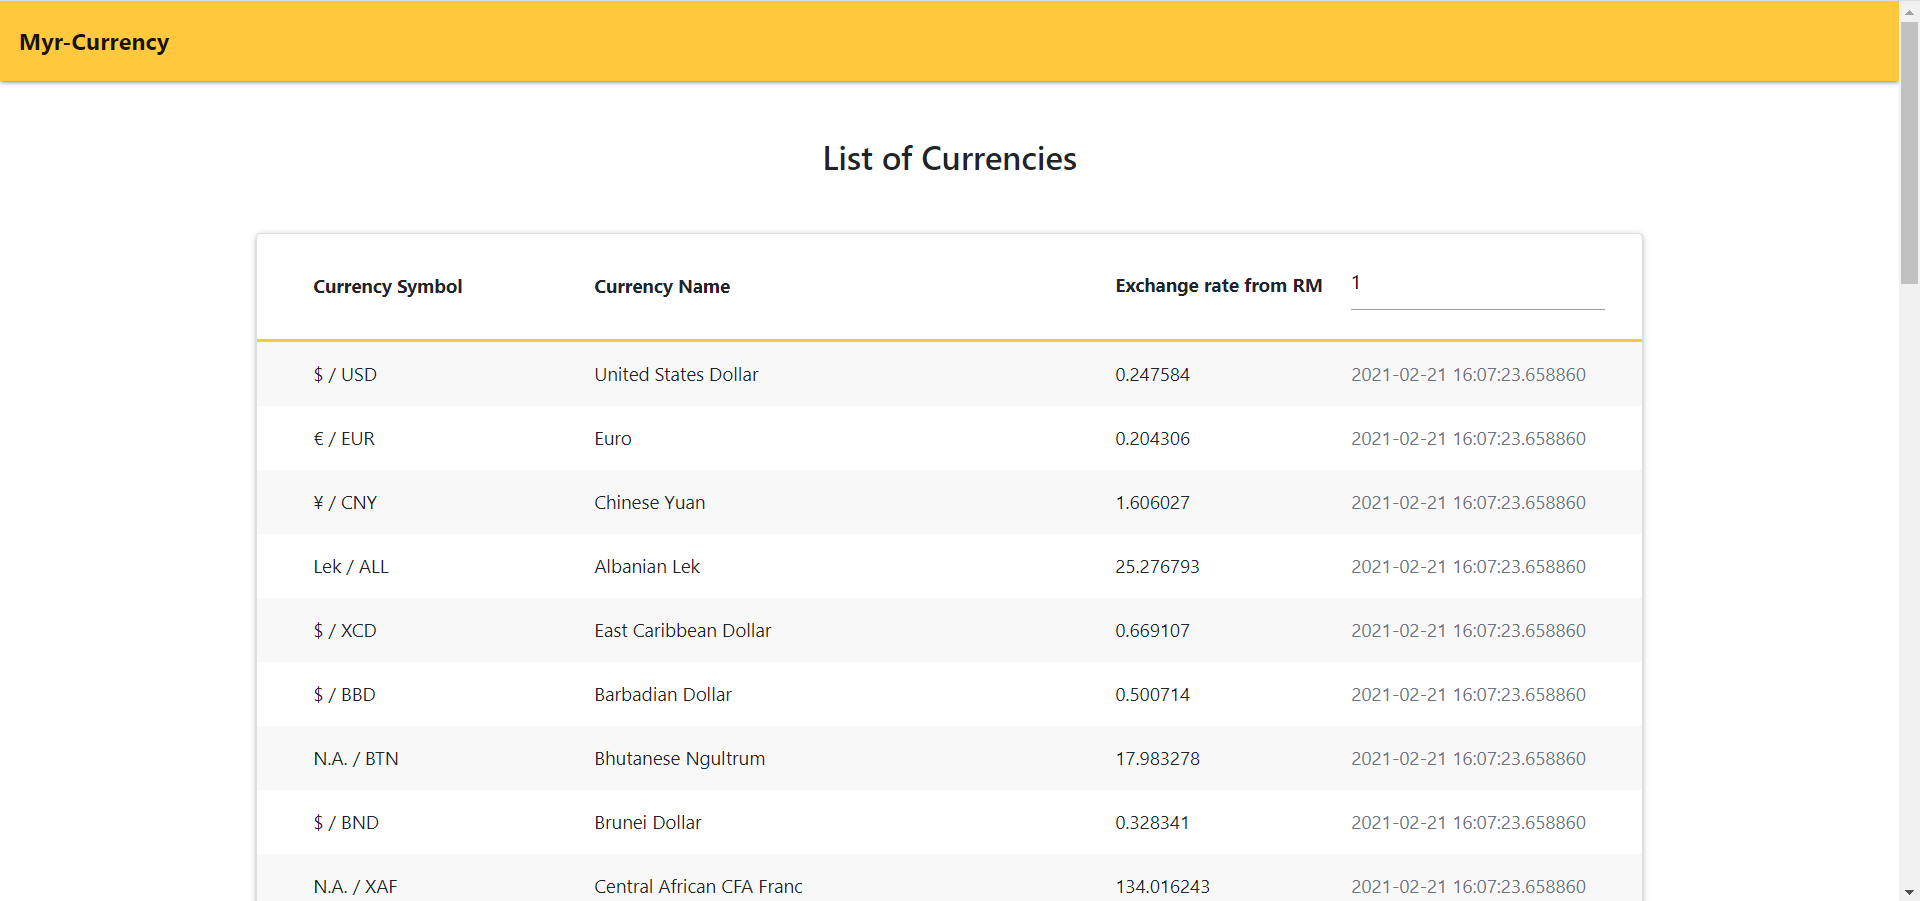 Myr-Currency
List of Currencies
Currency Symbol Currency Name Exchange rate from RM 1
$ / USD United States Dollar 0.247584 2021-02-21 16:07:23.658860
€ / EUR Euro 0.204306 2021-02-21 16:07:23.658860
¥ / CNY Chinese Yuan 1.606027 2021-02-21 16:07:23.658860
Lek / ALL Albanian Lek 25.276793 2021-02-21 16:07:23.658860
$ / XCD East Caribbean Dollar 0.669107 2021-02-21 16:07:23.658860
$ / BBD Barbadian Dollar 0.500714 2021-02-21 16:07:23.658860
N.A. / BTN Bhutanese Ngultrum 17.983278 2021-02-21 16:07:23.658860
$ / BND Brunei Dollar 0.328341 2021-02-21 16:07:23.658860
N.A. / XAF Central African CFA Franc 134.016243 2021-02-21 16:07:23.658860